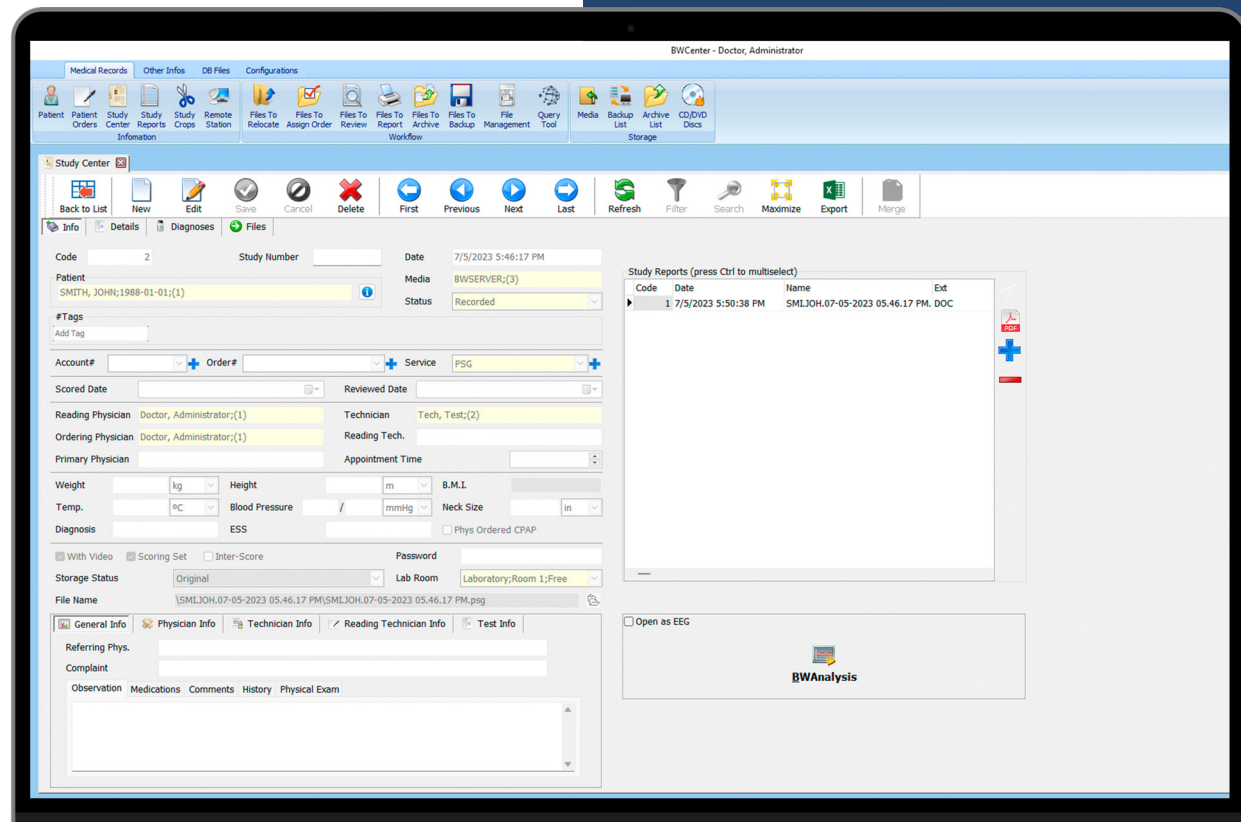 BWCenter - Doctor, Administrator
Medical Records Other Infos DB Files Configurations
Patient Patient Orders Study Center Study Reports Study Crops Remote Station Files To Relocate Files To Assign Order Files To Review Files To Report Files To Archive Files To Backup File Management Query Tool Media Backup List Archive List CD/DVD Discs
Infomation Workflow Storage
Study Center
Back to List New Edit Save Cancel Delete First Previous Next Last Refresh Filter Search Maximize Export Merge
Info Details Diagnoses Files
Code 2 Study Number Date 7/5/2023 5:46:17 PM
Patient
SMITH, JOHN;1988-01-01;(1)
Media BWSERVER;(3)
Status Recorded
#Tags
Add Tag
Account# Order# Service PSG
Scored Date Reviewed Date
Reading Physician Doctor, Administrator;(1) Technician Tech, Test;(2)
Ordering Physician Doctor, Administrator;(1) Reading Tech.
Primary Physician Appointment Time
Weight kg Height m B.M.I.
Temp. ºC Blood Pressure / mmHg Neck Size in
Diagnosis ESS Phys Ordered CPAP
With Video Scoring Set Inter-Score Password
Storage Status Original Lab Room Laboratory;Room 1;Free
File Name \SMI.JOH.07-05-2023 05.46.17 PM\SMI.JOH.07-05-2023 05.46.17 PM.psg
General Info Physician Info Technician Info Reading Technician Info Test Info
Referring Phys.
Complaint
Observation Medications Comments History Physical Exam
Study Reports (press Ctrl to multiselect)
Code Date Name Ext
1 7/5/2023 5:50:38 PM SMI.JOH.07-05-2023 05.46.17 PM. DOC
PDF
Open as EEG
BWAnalysis